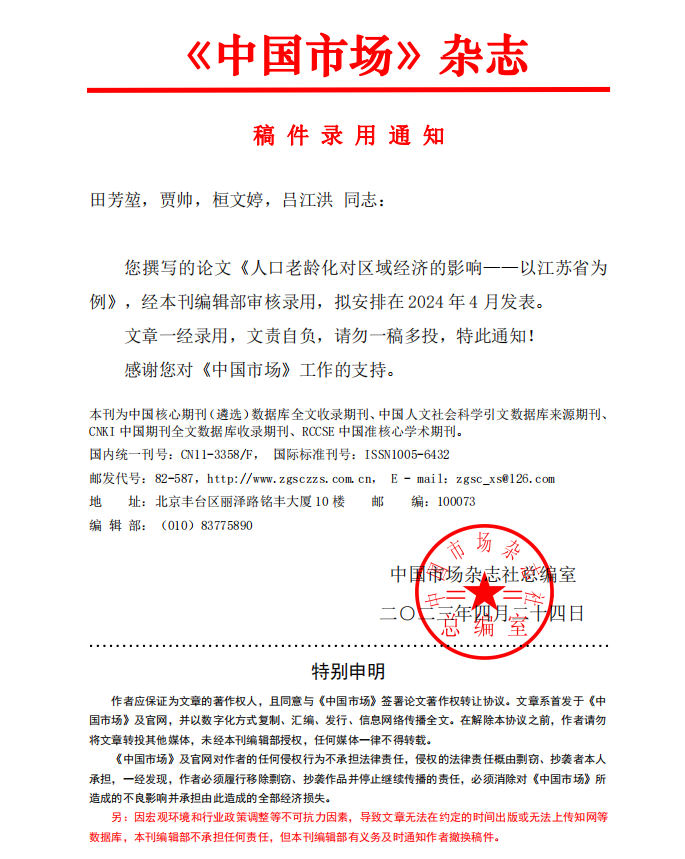 《中国市场》杂志
稿件录用通知
田芳堃，贾帅，桓文婷，吕江洪 同志：
您撰写的论文《人口老龄化对区域经济的影响——以江苏省为
例》，经本刊编辑部审核录用，拟安排在 2024 年 4 月发表。
文章一经录用，文责自负，请勿一稿多投，特此通知！
感谢您对《中国市场》工作的支持。
本刊为中国核心期刊（遴选）数据库全文收录期刊、中国人文社会科学引文数据库来源期刊、
CNKI 中国期刊全文数据库收录期刊、RCCSE 中国准核心学术期刊。
国内统一刊号：CN11-3358/F， 国际标准刊号：ISSN1005-6432
邮发代号：82-587，http://www.zgsczzs.com.cn， E - mail：zgsc_xs@126.com
地 址：北京丰台区丽泽路铭丰大厦 10 楼 邮 编：100073
编 辑 部：（010）83775890
中国市场杂志社
中国市场杂志社总编室
二〇二三年四月二十四日
总编室
特别申明
作者应保证为文章的著作权人，且同意与《中国市场》签署论文著作权转让协议。文章系首发于《中
国市场》及官网，并以数字化方式复制、汇编、发行、信息网络传播全文。在解除本协议之前，作者请勿
将文章转投其他媒体，未经本刊编辑部授权，任何媒体一律不得转载。
《中国市场》及官网对作者的任何侵权行为不承担法律责任，侵权的法律责任概由剽窃、抄袭者本人
承担，一经发现，作者必须履行移除剽窃、抄袭作品并停止继续传播的责任，必须消除对《中国市场》所
造成的不良影响并承担由此造成的全部经济损失。
另：因宏观环境和行业政策调整等不可抗力因素，导致文章无法在约定的时间出版或无法上传知网等
数据库，本刊编辑部不承担任何责任，但本刊编辑部有义务及时通知作者撤换稿件。